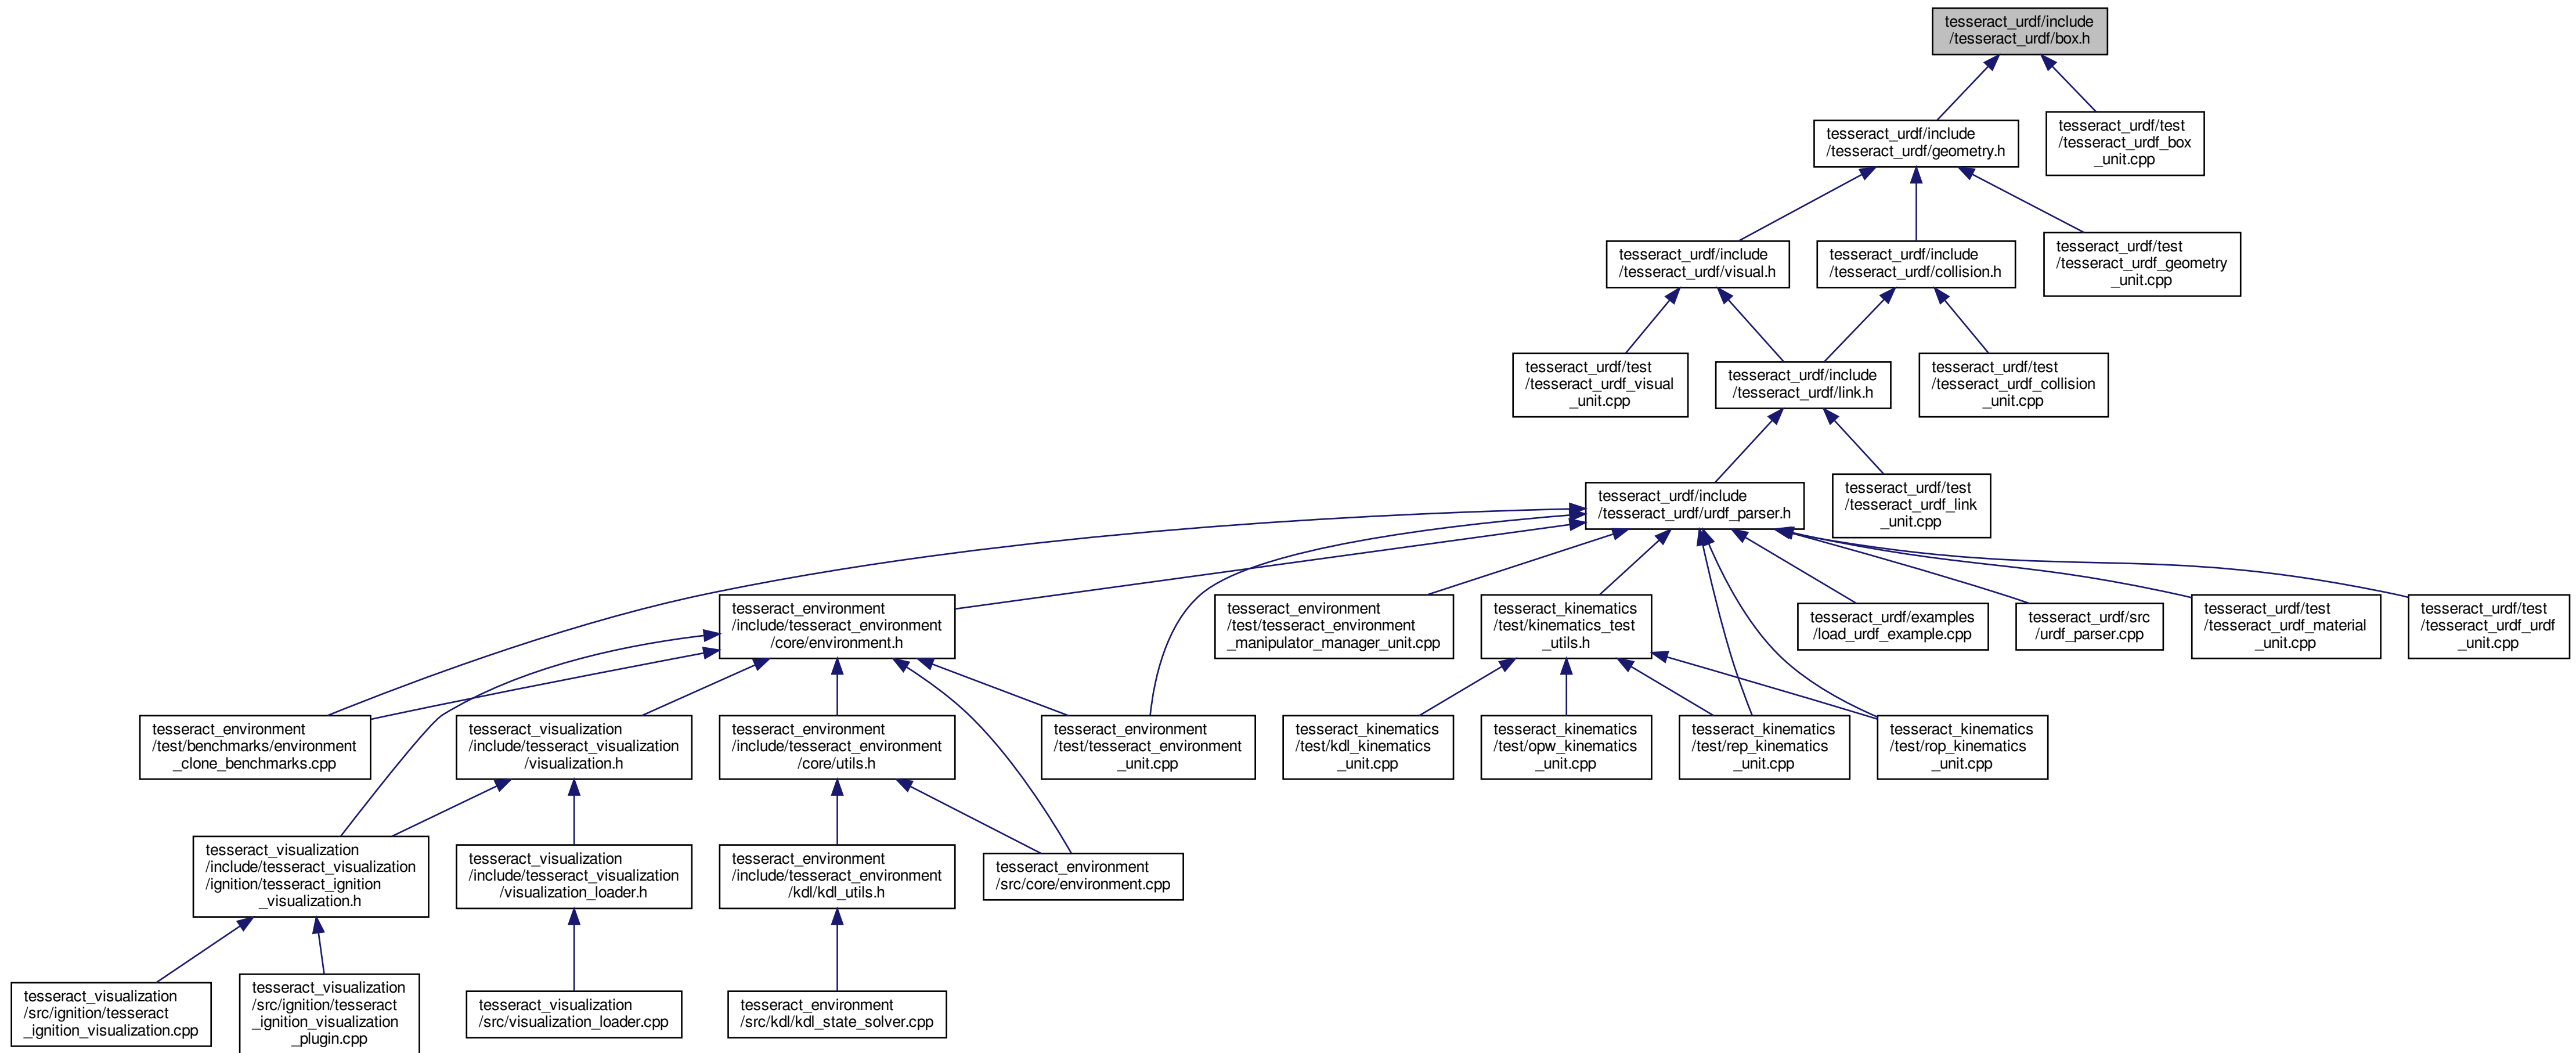 tesseract_urdf/include
/tesseract_urdf/box.h
tesseract_urdf/include
/tesseract_urdf/geometry.h
tesseract_urdf/test
/tesseract_urdf_box
_unit.cpp
tesseract_urdf/include
/tesseract_urdf/visual.h
tesseract_urdf/include
/tesseract_urdf/collision.h
tesseract_urdf/test
/tesseract_urdf_geometry
_unit.cpp
tesseract_urdf/test
/tesseract_urdf_visual
_unit.cpp
tesseract_urdf/include
/tesseract_urdf/link.h
tesseract_urdf/test
/tesseract_urdf_collision
_unit.cpp
tesseract_urdf/include
/tesseract_urdf/urdf_parser.h
tesseract_urdf/test
/tesseract_urdf_link
_unit.cpp
tesseract_environment
/include/tesseract_environment
/core/environment.h
tesseract_environment
/test/tesseract_environment
_manipulator_manager_unit.cpp
tesseract_kinematics
/test/kinematics_test
_utils.h
tesseract_urdf/examples
/load_urdf_example.cpp
tesseract_urdf/src
/urdf_parser.cpp
tesseract_urdf/test
/tesseract_urdf_material
_unit.cpp
tesseract_urdf/test
/tesseract_urdf_urdf
_unit.cpp
tesseract_environment
/test/benchmarks/environment
_clone_benchmarks.cpp
tesseract_visualization
/include/tesseract_visualization
/visualization.h
tesseract_environment
/include/tesseract_environment
/core/utils.h
tesseract_environment
/test/tesseract_environment
_unit.cpp
tesseract_kinematics
/test/kdl_kinematics
_unit.cpp
tesseract_kinematics
/test/opw_kinematics
_unit.cpp
tesseract_kinematics
/test/rep_kinematics
_unit.cpp
tesseract_kinematics
/test/rop_kinematics
_unit.cpp
tesseract_visualization
/include/tesseract_visualization
/ignition/tesseract_ignition
_visualization.h
tesseract_visualization
/include/tesseract_visualization
/visualization_loader.h
tesseract_environment
/include/tesseract_environment
/kdl/kdl_utils.h
tesseract_environment
/src/core/environment.cpp
tesseract_visualization
/src/ignition/tesseract
_ignition_visualization.cpp
tesseract_visualization
/src/ignition/tesseract
_ignition_visualization
_plugin.cpp
tesseract_visualization
/src/visualization_loader.cpp
tesseract_environment
/src/kdl/kdl_state_solver.cpp